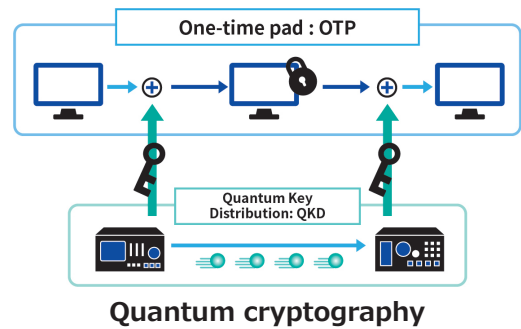 One-time pad : OTP
Quantum Key
Distribution: QKD
Quantum cryptography